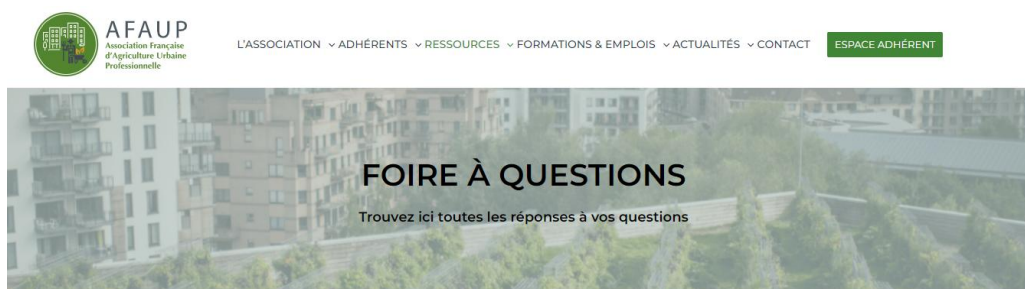 AFAUP
Association Française
d'Agriculture Urbaine
Professionnelle
L'ASSOCIATION ADHÉRENTS RESSOURCES FORMATIONS & EMPLOIS ACTUALITÉS CONTACT ESPACE ADHÉRENT
FOIRE À QUESTIONS
Trouvez ici toutes les réponses à vos questions